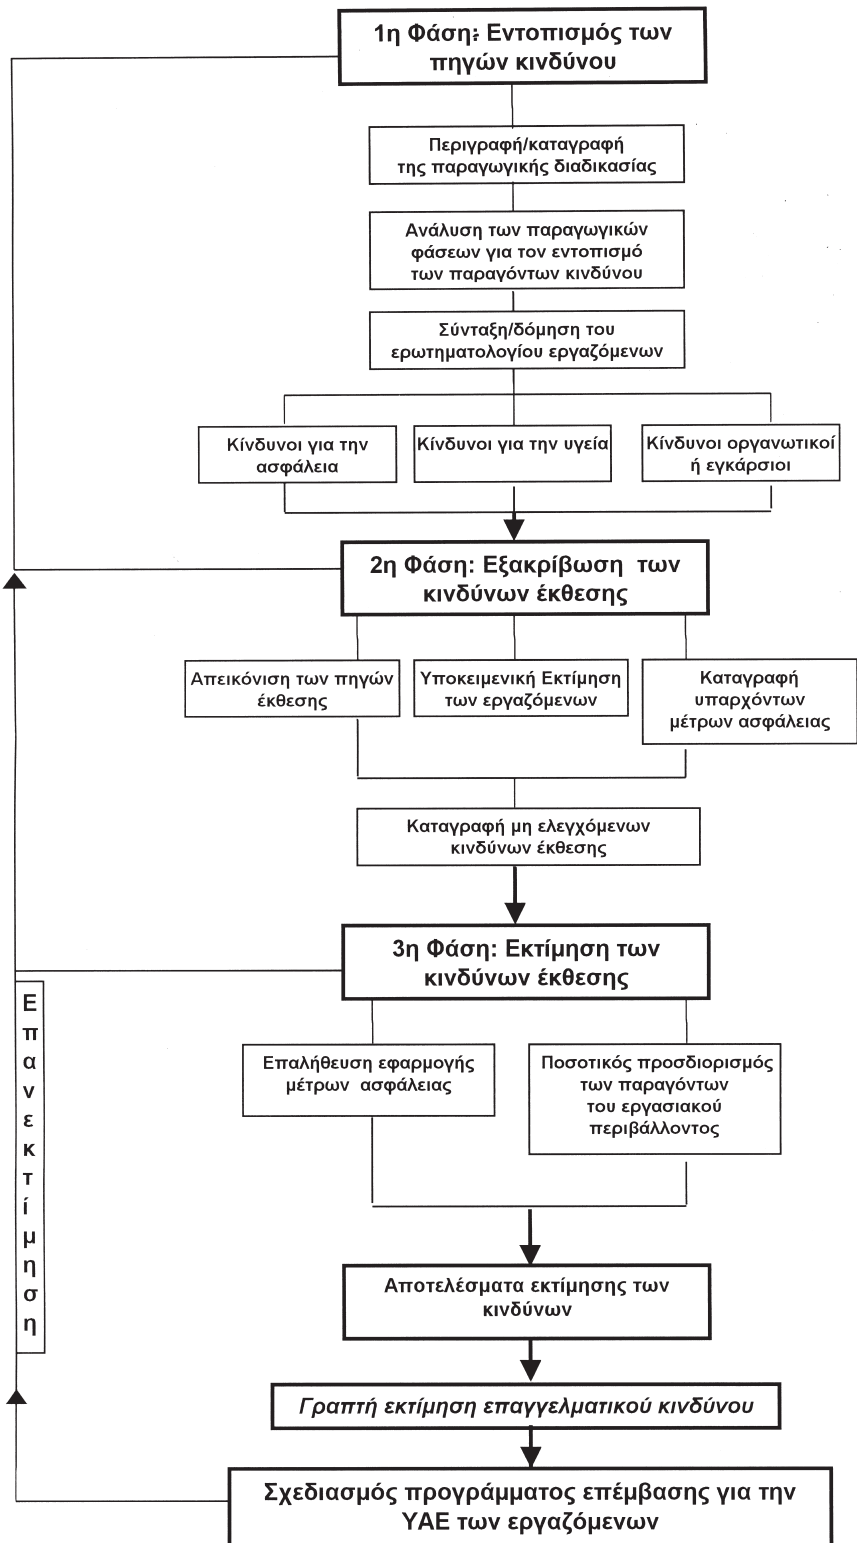 1η Φάση: Εντοπισμός των
πηγών κινδύνου
Περιγραφή/καταγραφή
της παραγωγικής διαδικασίας
Ανάλυση των παραγωγικών
φάσεων για τον εντοπισμό
των παραγόντων κινδύνου
Σύνταξη/δόμηση του
ερωτηματολογίου εργαζόμενων
Κίνδυνοι για την
ασφάλεια
Κίνδυνοι για την υγεία
Κίνδυνοι οργανωτικοί
ή εγκάρσιοι
2η Φάση: Εξακρίβωση των
κινδύνων έκθεσης
Απεικόνιση των πηγών
έκθεσης
Υποκειμενική Εκτίμηση
των εργαζόμενων
Καταγραφή
υπαρχόντων
μέτρων ασφάλειας
Καταγραφή μη ελεγχόμενων
κινδύνων έκθεσης
3η Φάση: Εκτίμηση των
κινδύνων έκθεσης
Επανεκτίμηση
Επαλήθευση εφαρμογής
μέτρων ασφάλειας
Ποσοτικός προσδιορισμός
των παραγόντων
του εργασιακού
περιβάλλοντος
Αποτελέσματα εκτίμησης των
κινδύνων
Γραπτή εκτίμηση επαγγελματικού κινδύνου
Σχεδιασμός προγράμματος επέμβασης για την
ΥΑΕ των εργαζόμενων